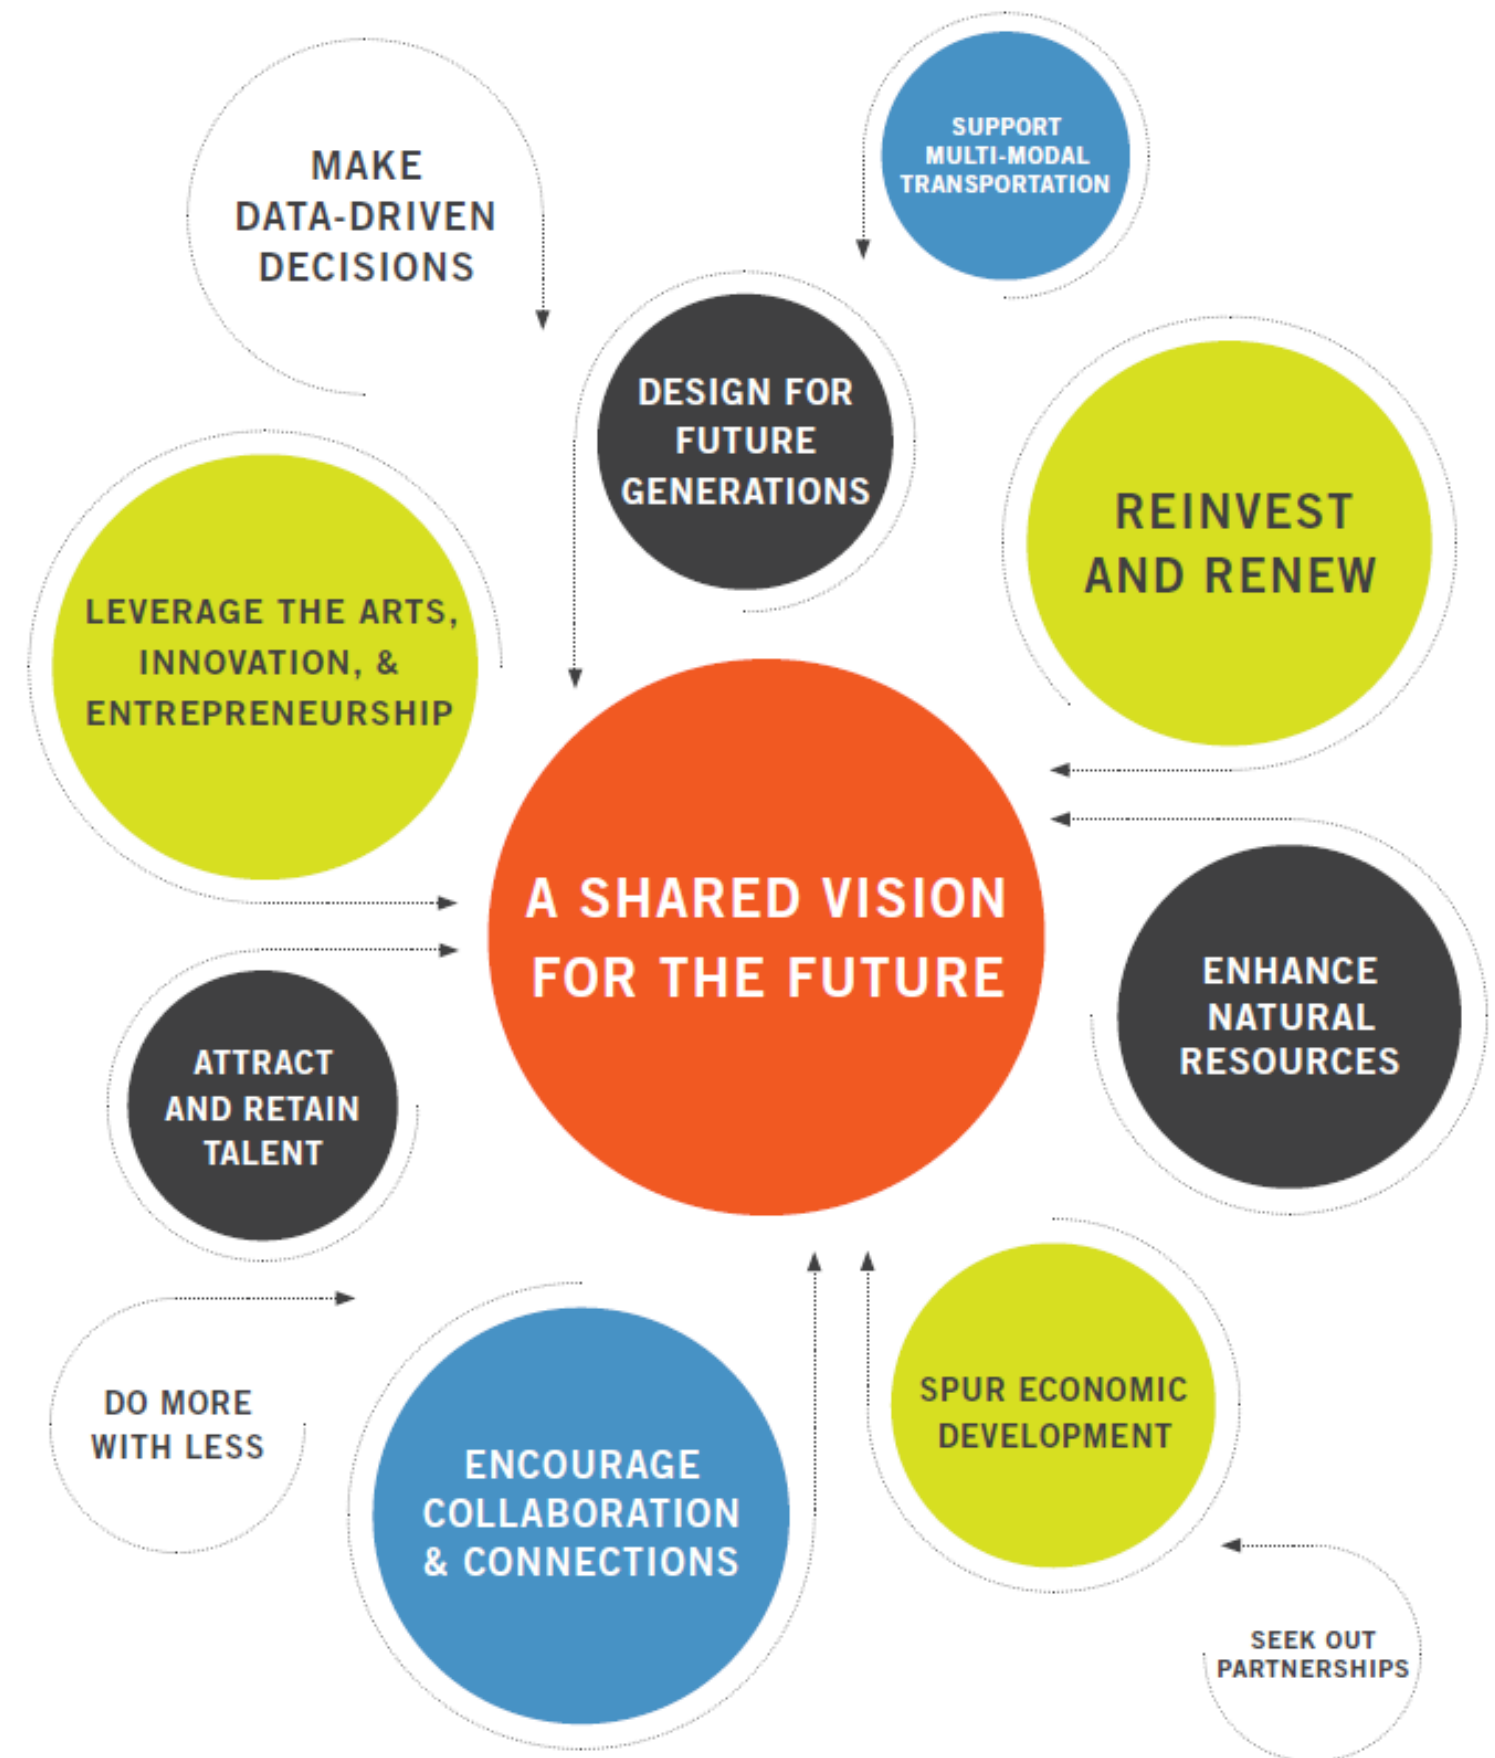 MAKE
DATA-DRIVEN
DECISIONS
SUPPORT
MULTI-MODAL
TRANSPORTATION
DESIGN FOR
FUTURE
GENERATIONS
REINVEST
AND RENEW
LEVERAGE THE ARTS,
INNOVATION, &
ENTREPRENEURSHIP
A SHARED VISION
FOR THE FUTURE
ENHANCE
NATURAL
RESOURCES
ATTRACT
AND RETAIN
TALENT
DO MORE
WITH LESS
ENCOURAGE
COLLABORATION
& CONNECTIONS
SPUR ECONOMIC
DEVELOPMENT
SEEK OUT
PARTNERSHIPS